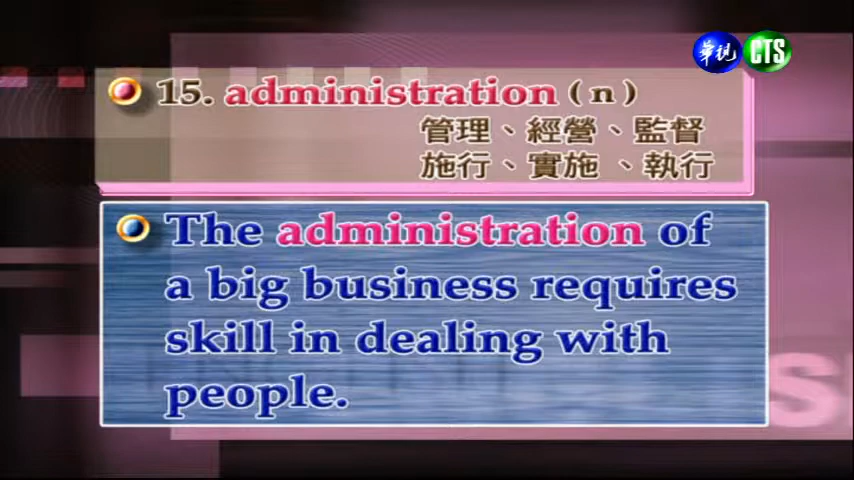 華視 CTS
15. administration (n)
管理、經營、監督
施行、實施、執行
The administration of
a big business requires
skill in dealing with
people.